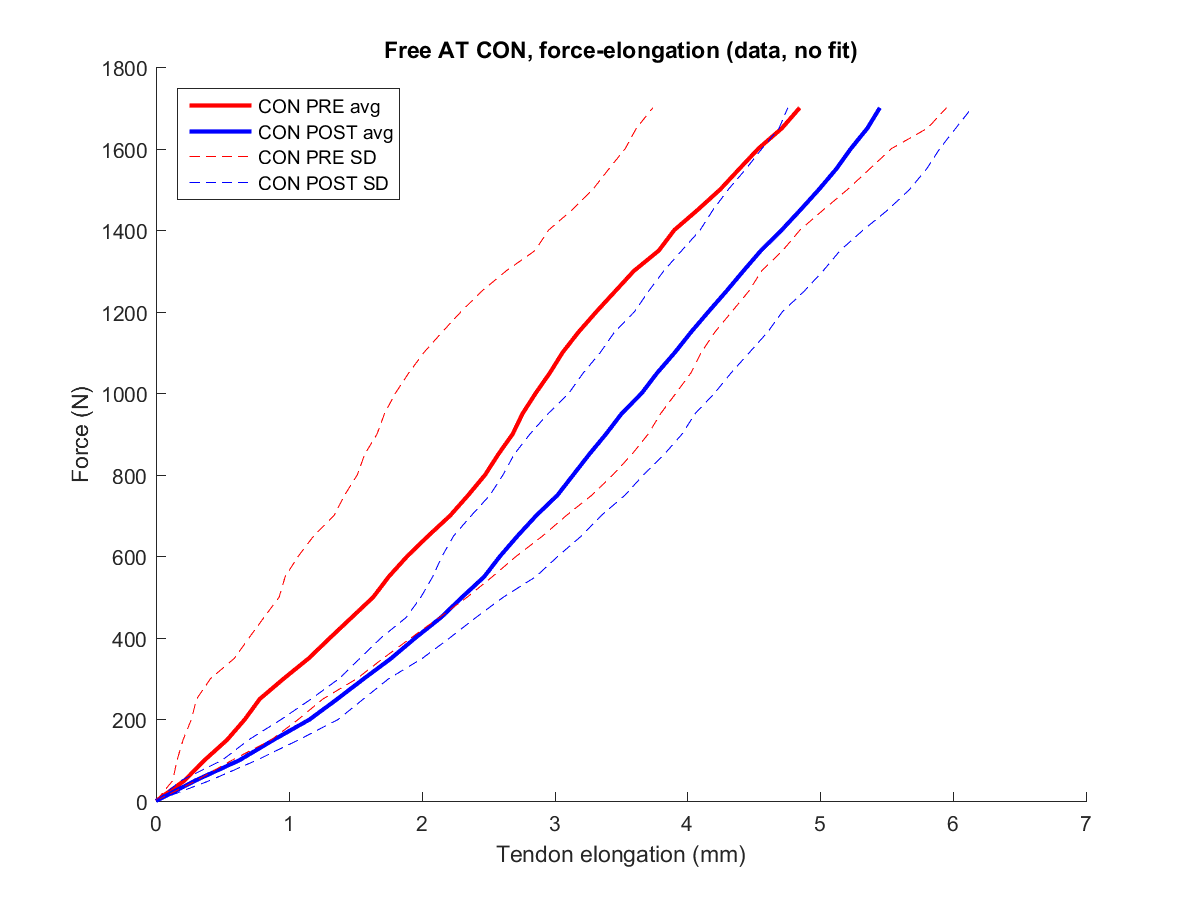 Free AT CON, force-elongation (data, no fit)
1800
1600
1400
1200
1000
800
600
400
200
0
Force (N)
CON PRE avg
CON POST avg
CON PRE SD
CON POST SD
0 1 2 3 4 5 6 7
Tendon elongation (mm)